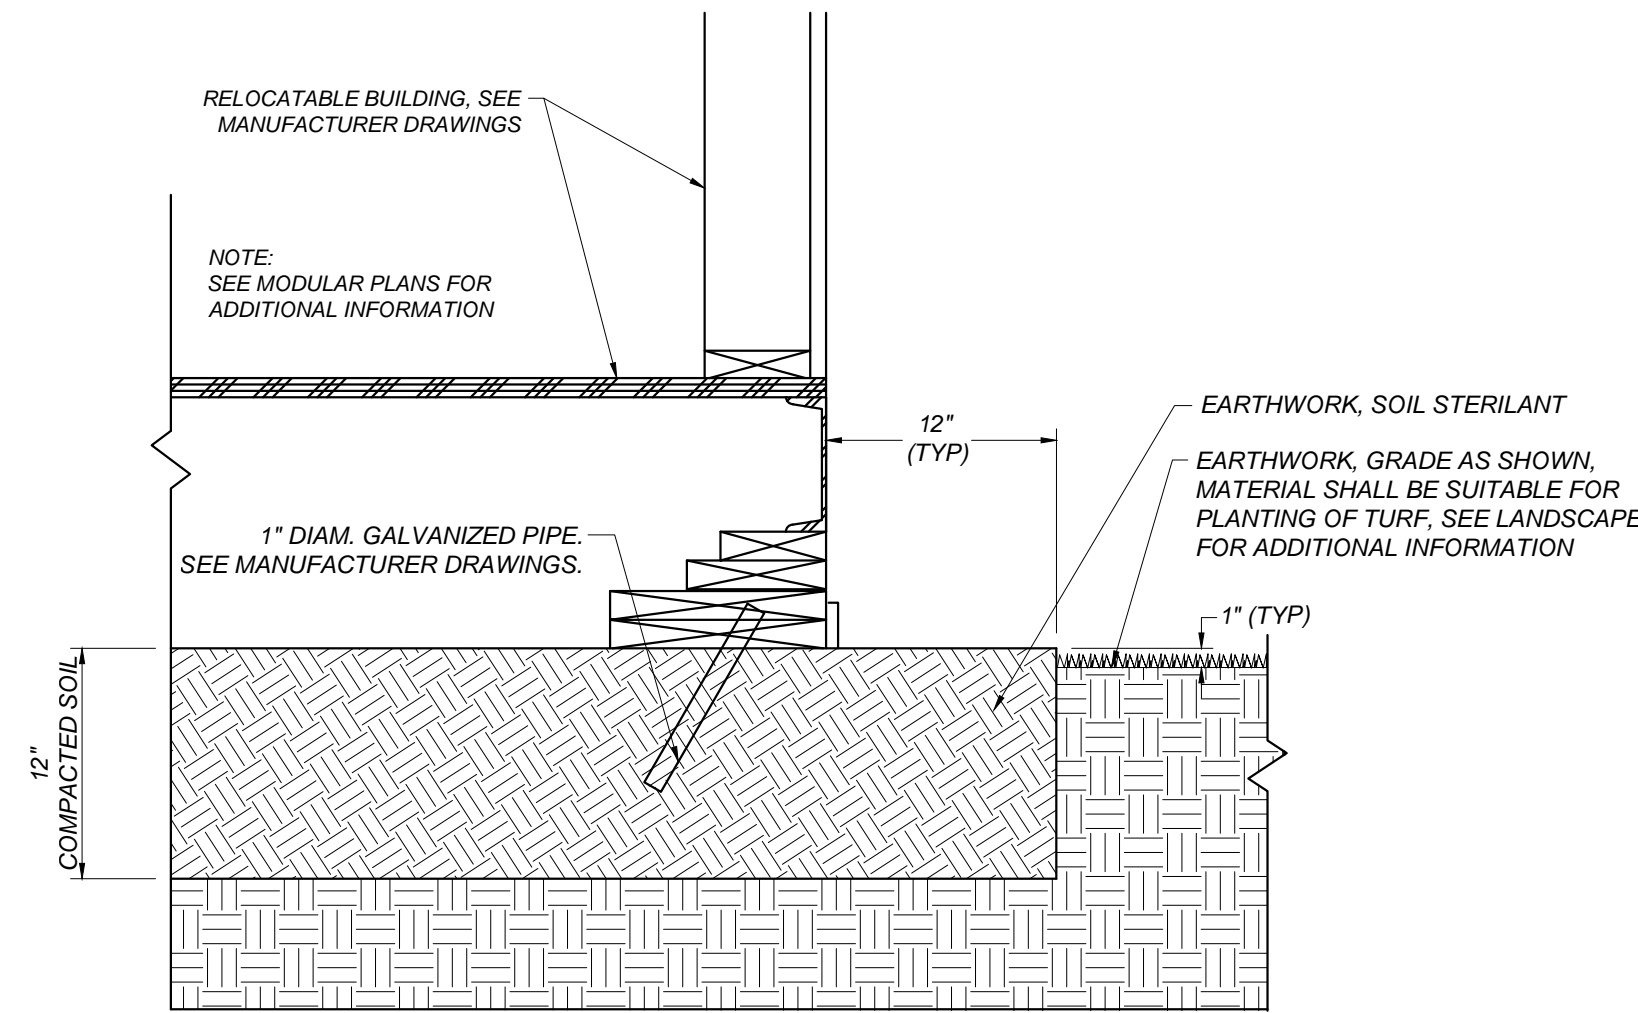 RELOCATABLE BUILDING, SEE
MANUFACTURER DRAWINGS
NOTE:
SEE MODULAR PLANS FOR
ADDITIONAL INFORMATION
12"
(TYP)
EARTHWORK, SOIL STERILANT
EARTHWORK, GRADE AS SHOWN,
MATERIAL SHALL BE SUITABLE FOR
PLANTING OF TURF, SEE LANDSCAPE
FOR ADDITIONAL INFORMATION
1" DIAM. GALVANIZED PIPE.
SEE MANUFACTURER DRAWINGS.
1" (TYP)
12"
COMPACTED SOIL